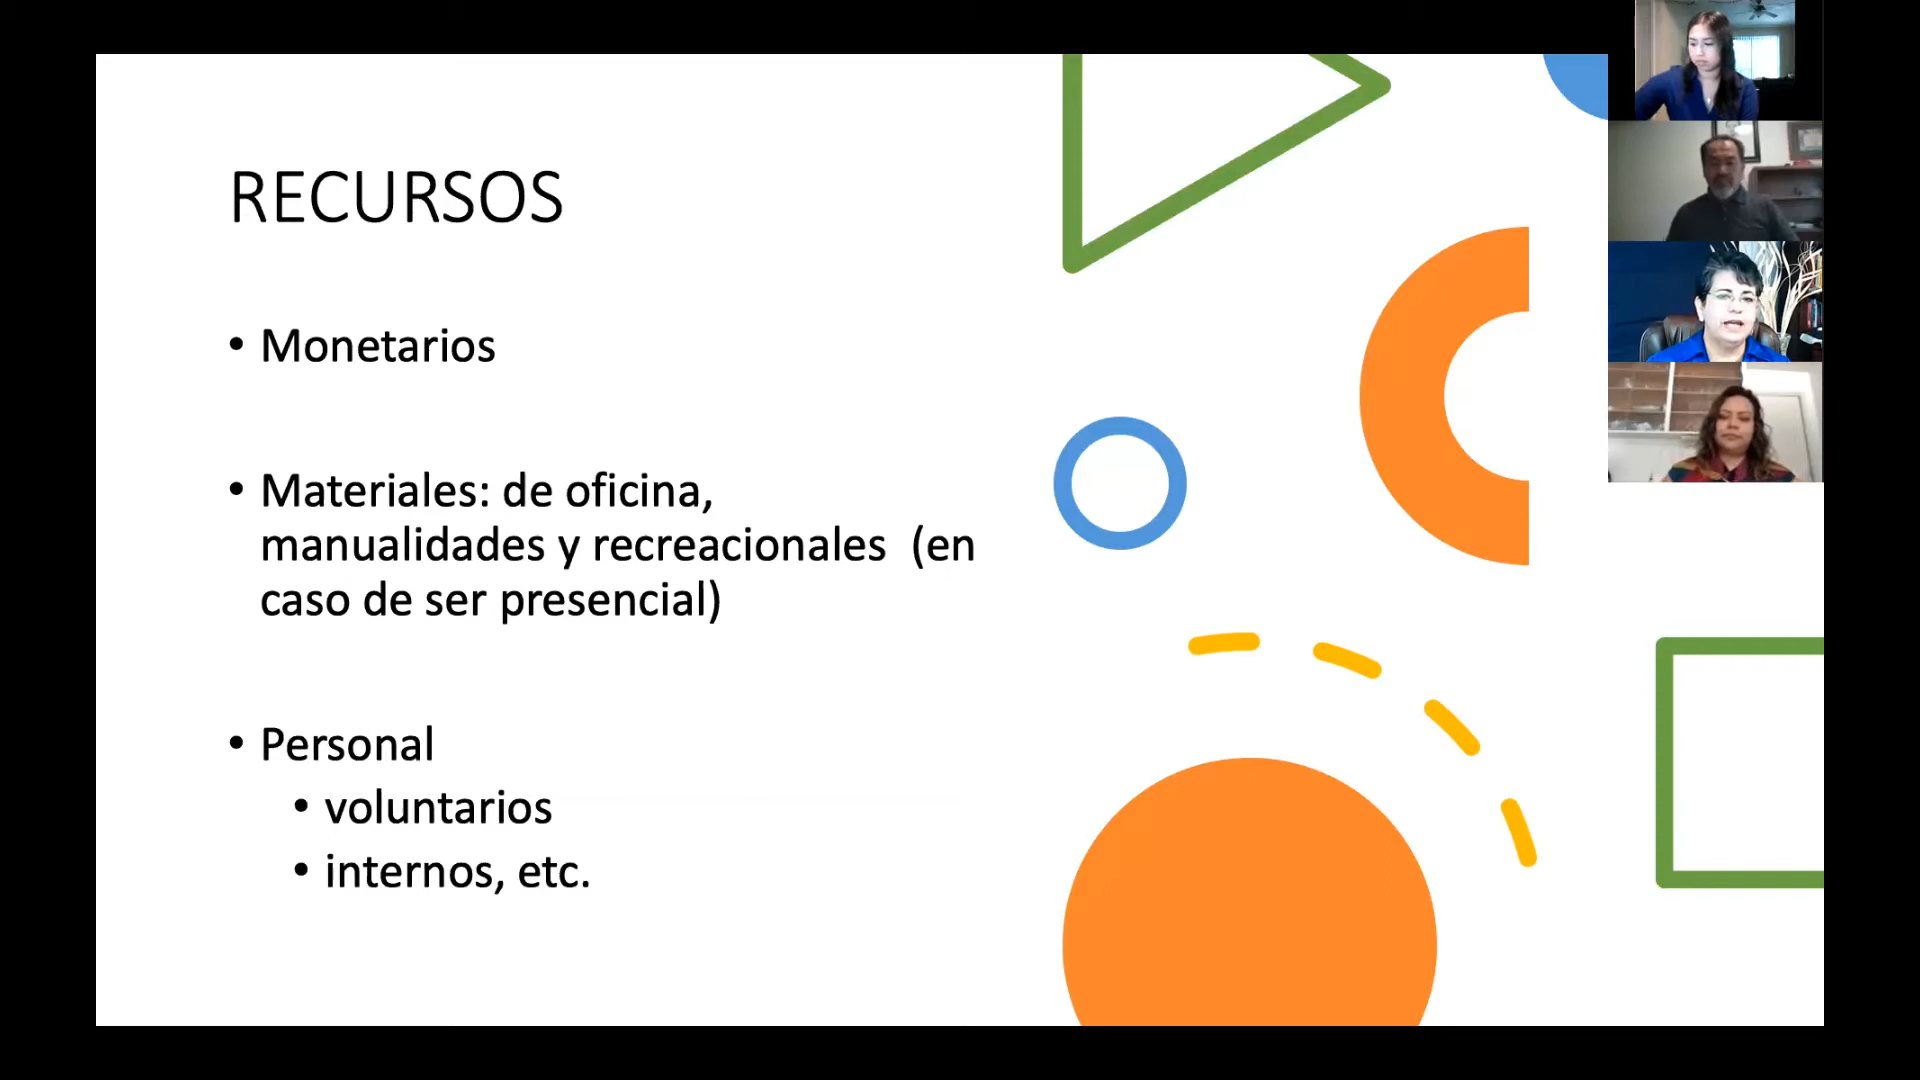 RECURSOS
• Monetarios
• Materiales: de oficina,
manualidades y recreacionales (en
caso de ser presencial)
• Personal
• voluntarios
• internos, etc.